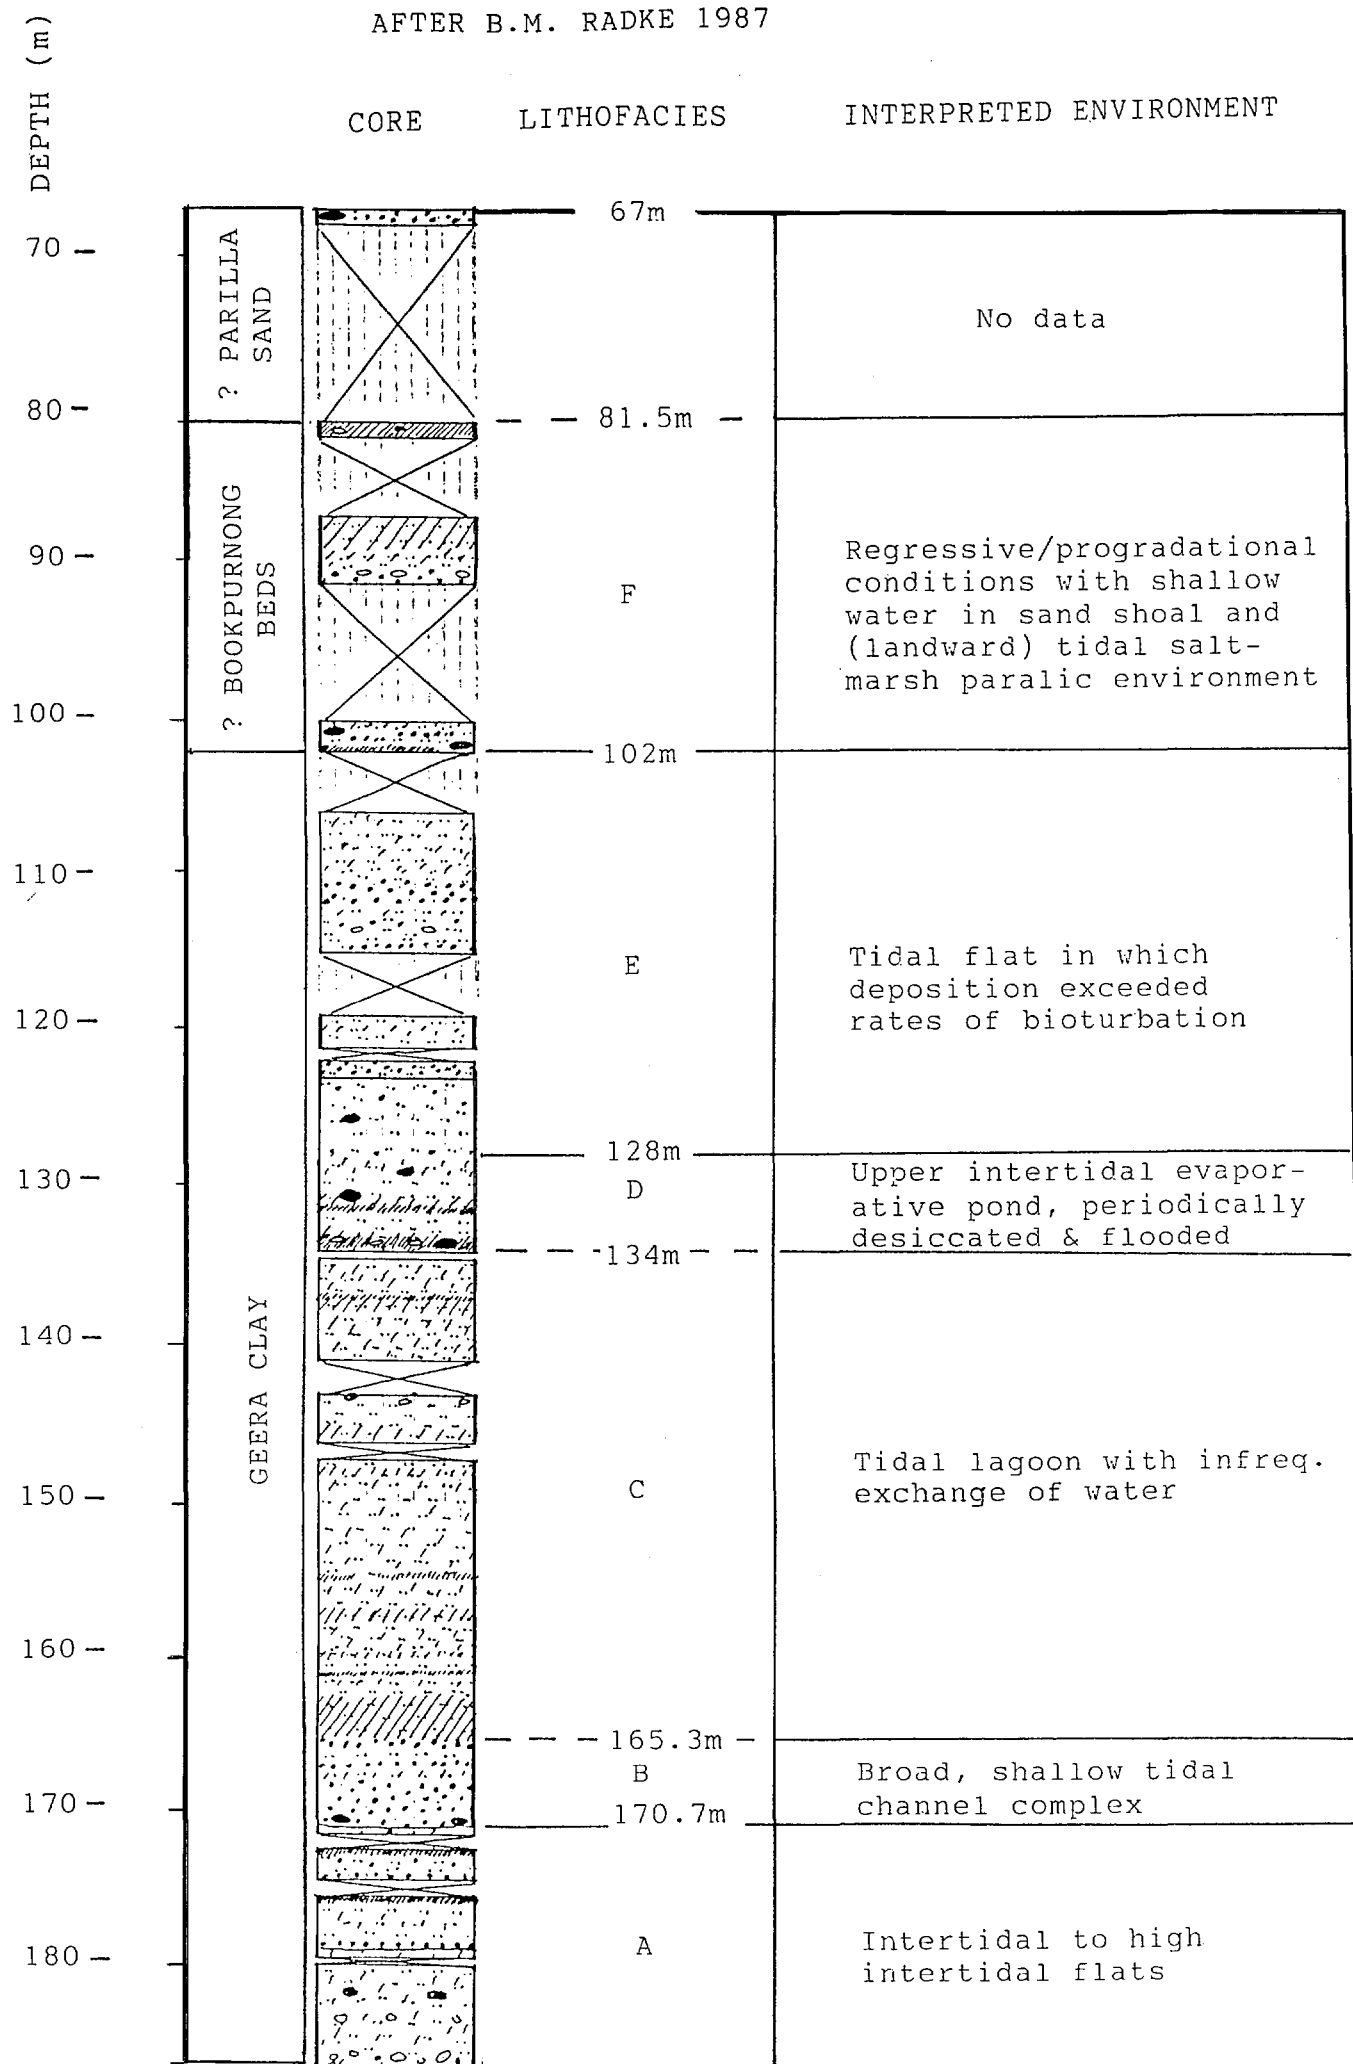 AFTER B.M. RADKE 1987
DEPTH (m)
CORE
LITHOFACIES
INTERPRETED ENVIRONMENT
67m
70
? PARILLA
SAND
No data
80
81.5m
? BOOKPURNONG
BEDS
90
F
Regressive/progradational
conditions with shallow
water in sand shoal and
(landward) tidal salt-
marsh paralic environment
100
102m
110
E
Tidal flat in which
deposition exceeded
rates of bioturbation
120
128m
130
D
Upper intertidal evapor-
ative pond, periodically
desiccated & flooded
134m
GEERA CLAY
140
150
C
Tidal lagoon with infreq.
exchange of water
160
165.3m
B
Broad, shallow tidal
channel complex
170
170.7m
180
A
Intertidal to high
intertidal flats